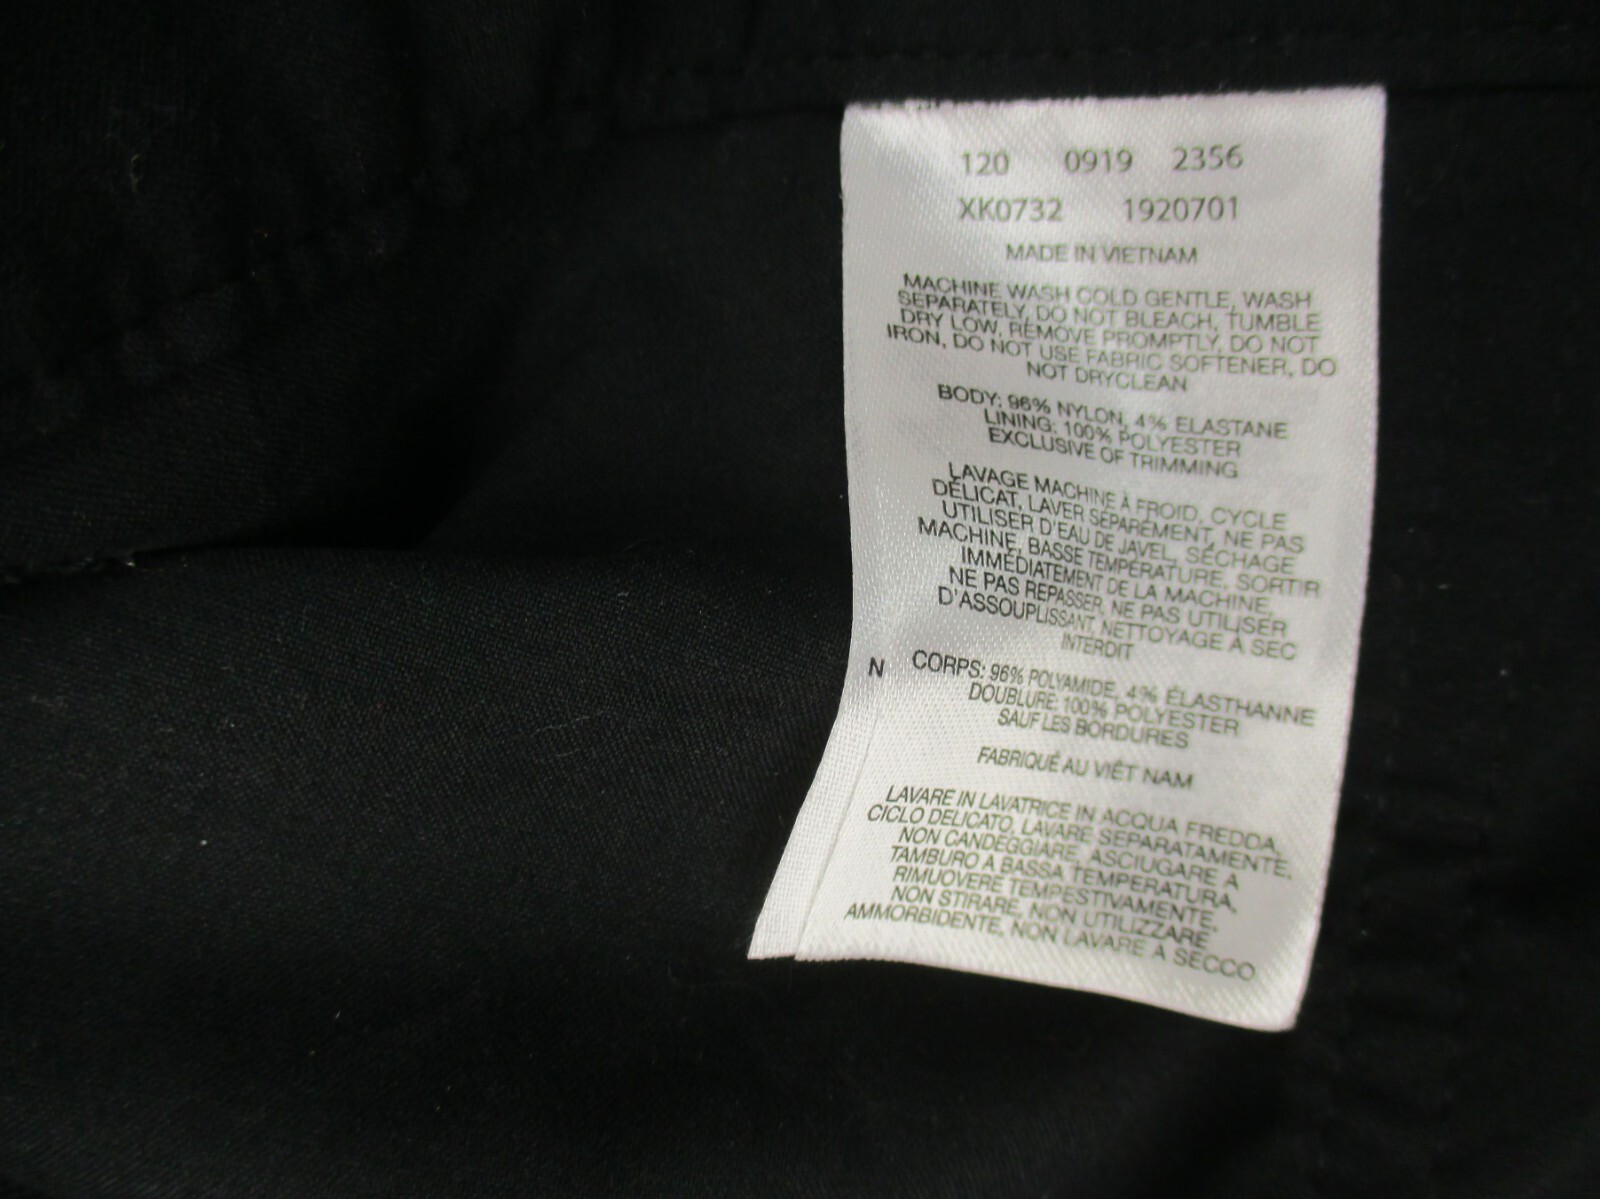 120 0919 2356
XK0732 1920701
MADE IN VIETNAM
MACHINE WASH COLD GENTLE, WASH
SEPARATELY, DO NOT BLEACH, TUMBLE
DRY LOW, REMOVE PROMPTLY, DO NOT
IRON, DO NOT USE FABRIC SOFTENER, DO
NOT DRYCLEAN
BODY: 96% NYLON, 4% ELASTANE
LINING: 100% POLYESTER
EXCLUSIVE OF TRIMMING
LAVAGE MACHINE À FROID, CYCLE
DÉLICAT, LAVER SÉPARÉMENT, NE PAS
UTILISER D'EAU DE JAVEL, SÉCHAGE
MACHINE, BASSE TEMPÉRATURE, SORTIR
IMMÉDIATEMENT DE LA MACHINE,
NE PAS REPASSER, NE PAS UTILISER
D'ASSOUPLISSANT, NETTOYAGE À SEC
INTERDIT
N CORPS: 96% POLYAMIDE, 4% ÉLASTHANNE
DOUBLURE: 100% POLYESTER
SAUF LES BORDURES
FABRIQUÉ AU VIÊT NAM
LAVARE IN LAVATRICE IN ACQUA FREDDA,
CICLO DELICATO, LAVARE SEPARATAMENTE,
NON CANDEGGIARE, ASCIUGARE A
TAMBURO A BASSA TEMPERATURA,
RIMUOVERE TEMPESTIVAMENTE,
NON STIRARE, NON UTILIZZARE
AMMORBIDENTE, NON LAVARE A SECCO